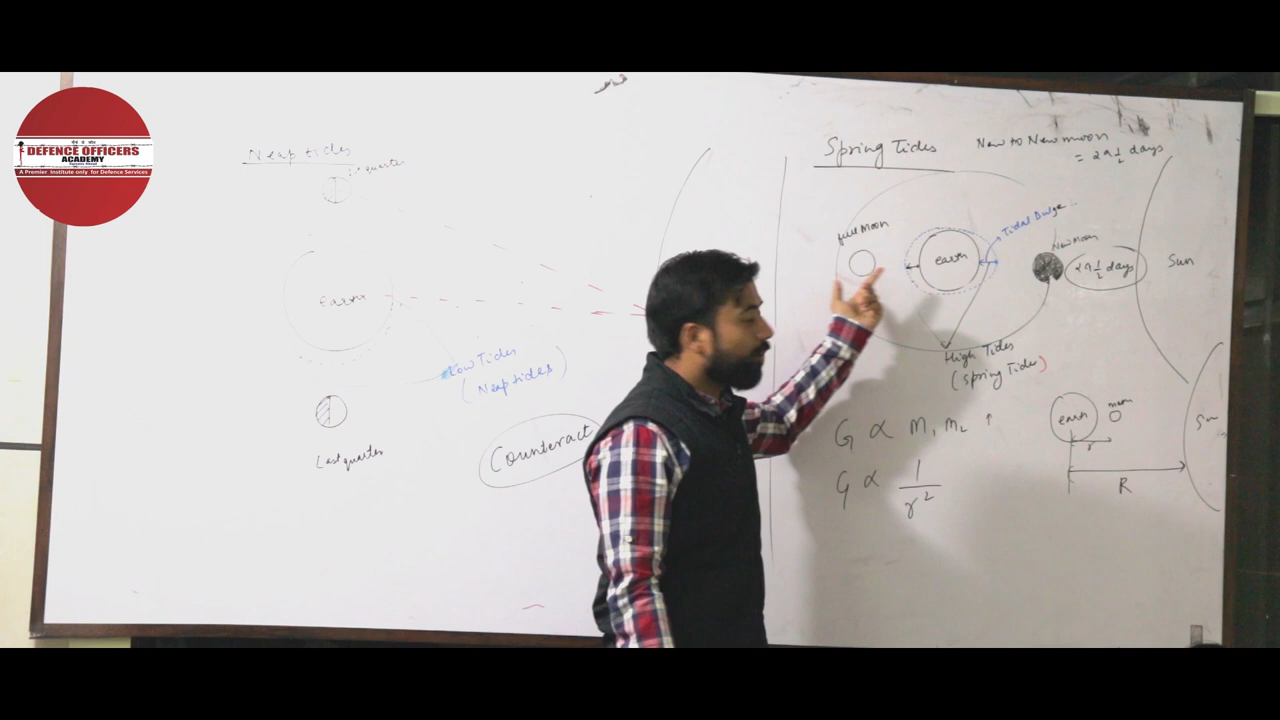 DEFENCE OFFICERS
ACADEMY
A Premier Institute only for Defence Services
Neap tides
quarter
earth
Low Tides
(Neap tides)
Last quarter
Counteract
Spring Tides
New to New moon
= 29 1/2 days
full Moon
earth
Tidal Bulge
New Moon
29 1/2 days
Sun
High Tides
(Spring Tides)
G ∝ M1 M2 ↑
G ∝ 1/r²
earth
moon
r
R